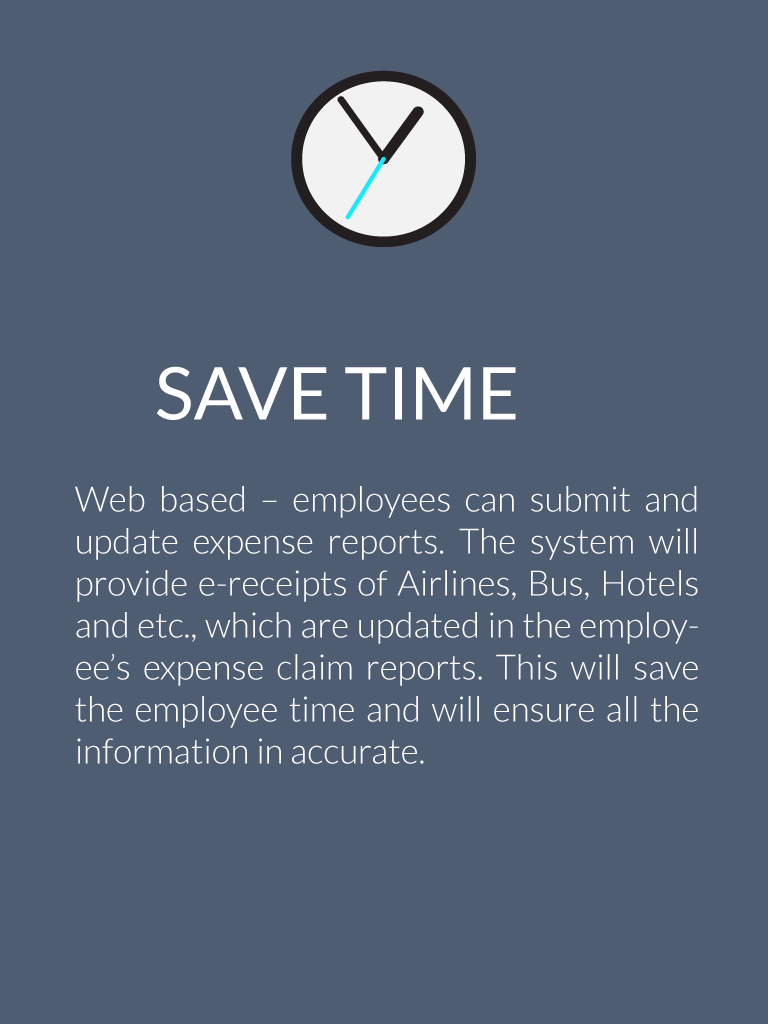 SAVE TIME
Web based – employees can submit and
update expense reports. The system will
provide e-receipts of Airlines, Bus, Hotels
and etc., which are updated in the employ-
ee’s expense claim reports. This will save
the employee time and will ensure all the
information in accurate.